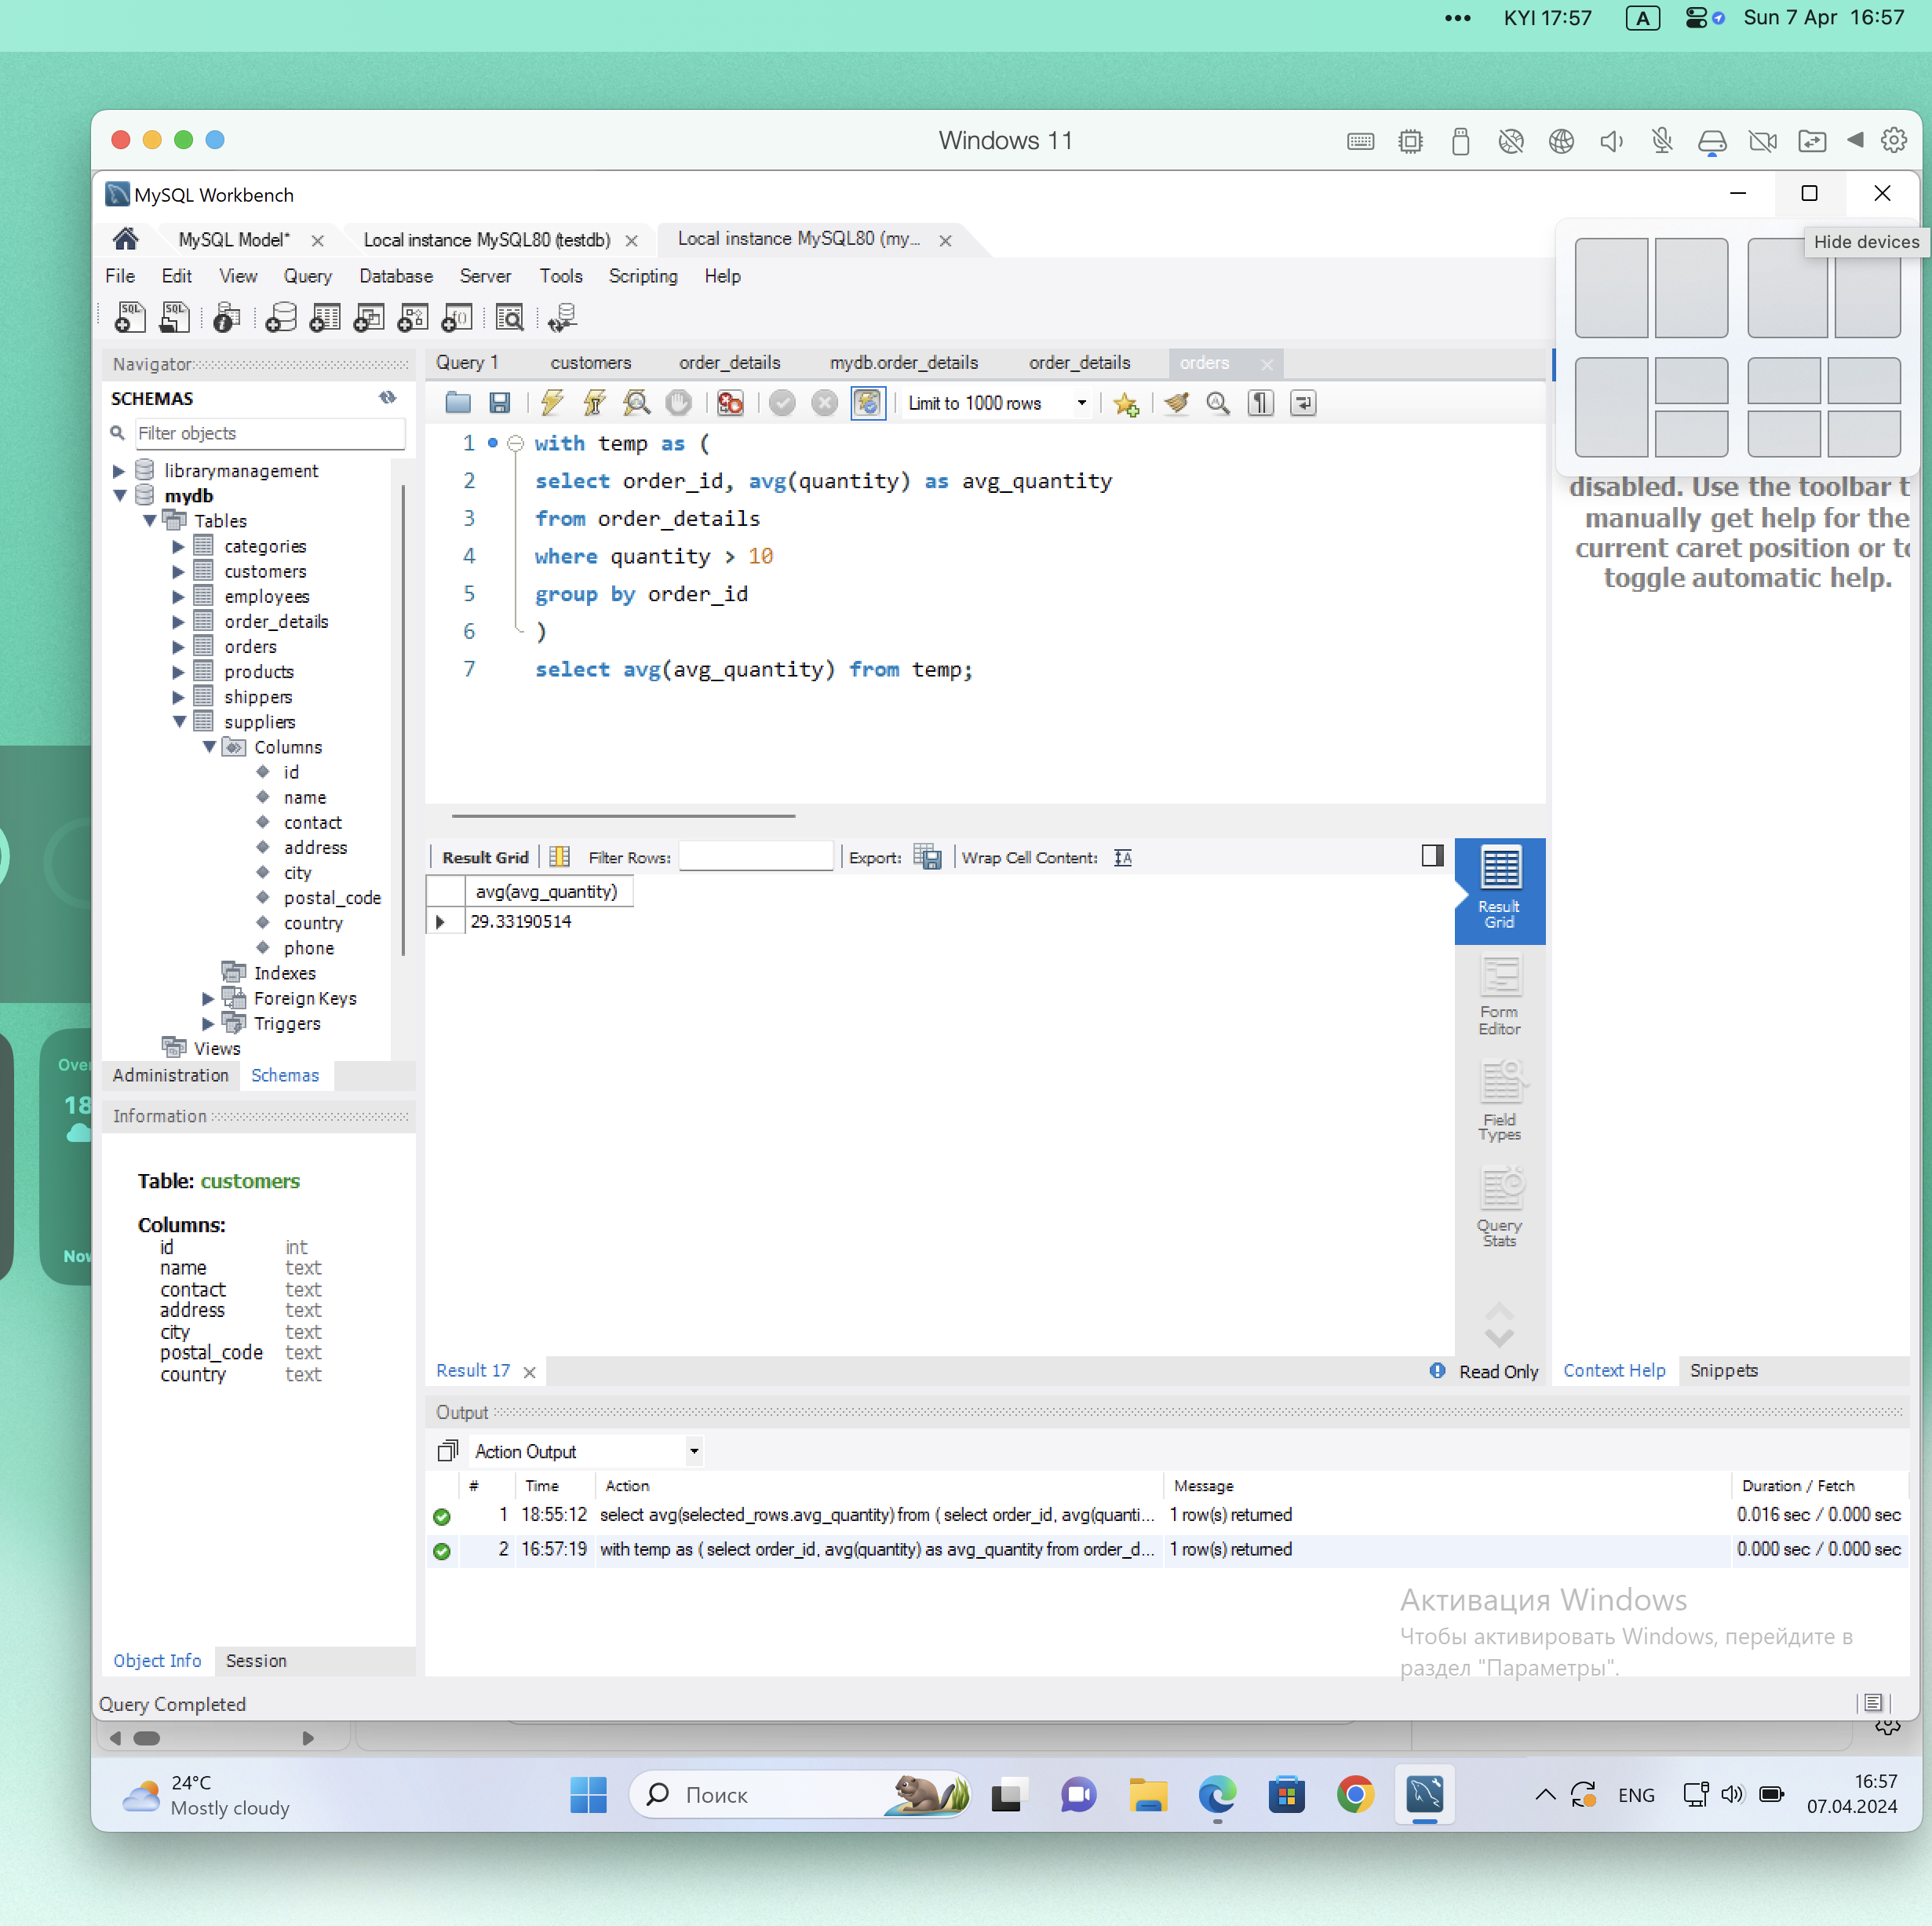 KYI 17:57
A
Sun 7 Apr 16:57
Windows 11
MySQL Workbench
Hide devices
MySQL Model*
Local instance MySQL80 (testdb)
Local instance MySQL80 (my...
File Edit View Query Database Server Tools Scripting Help
Navigator
SCHEMAS
Filter objects
librarymanagement
mydb
Tables
categories
customers
employees
order_details
orders
products
shippers
suppliers
Columns
id
name
contact
address
city
postal_code
country
phone
Indexes
Foreign Keys
Triggers
Views
Administration Schemas
Information
Table: customers
Columns:
id int
name text
contact text
address text
city text
postal_code text
country text
Object Info Session
Query Completed
Query 1 customers order_details mydb.order_details order_details orders
Limit to 1000 rows
1 with temp as (
2 select order_id, avg(quantity) as avg_quantity
3 from order_details
4 where quantity > 10
5 group by order_id
6 )
7 select avg(avg_quantity) from temp;
disabled. Use the toolbar t
manually get help for the
current caret position or to
toggle automatic help.
Result Grid Filter Rows: Export: Wrap Cell Content:
avg(avg_quantity)
29.33190514
Result
Grid
Form
Editor
Field
Types
Query
Stats
Result 17
Read Only
Context Help Snippets
Output
Action Output
# Time Action Message Duration / Fetch
1 18:55:12 select avg(selected_rows.avg_quantity) from ( select order_id, avg(quanti... 1 row(s) returned 0.016 sec / 0.000 sec
2 16:57:19 with temp as ( select order_id, avg(quantity) as avg_quantity from order_d... 1 row(s) returned 0.000 sec / 0.000 sec
Активация Windows
Чтобы активировать Windows, перейдите в
раздел "Параметры".
24°C
Mostly cloudy
Поиск
ENG
16:57
07.04.2024